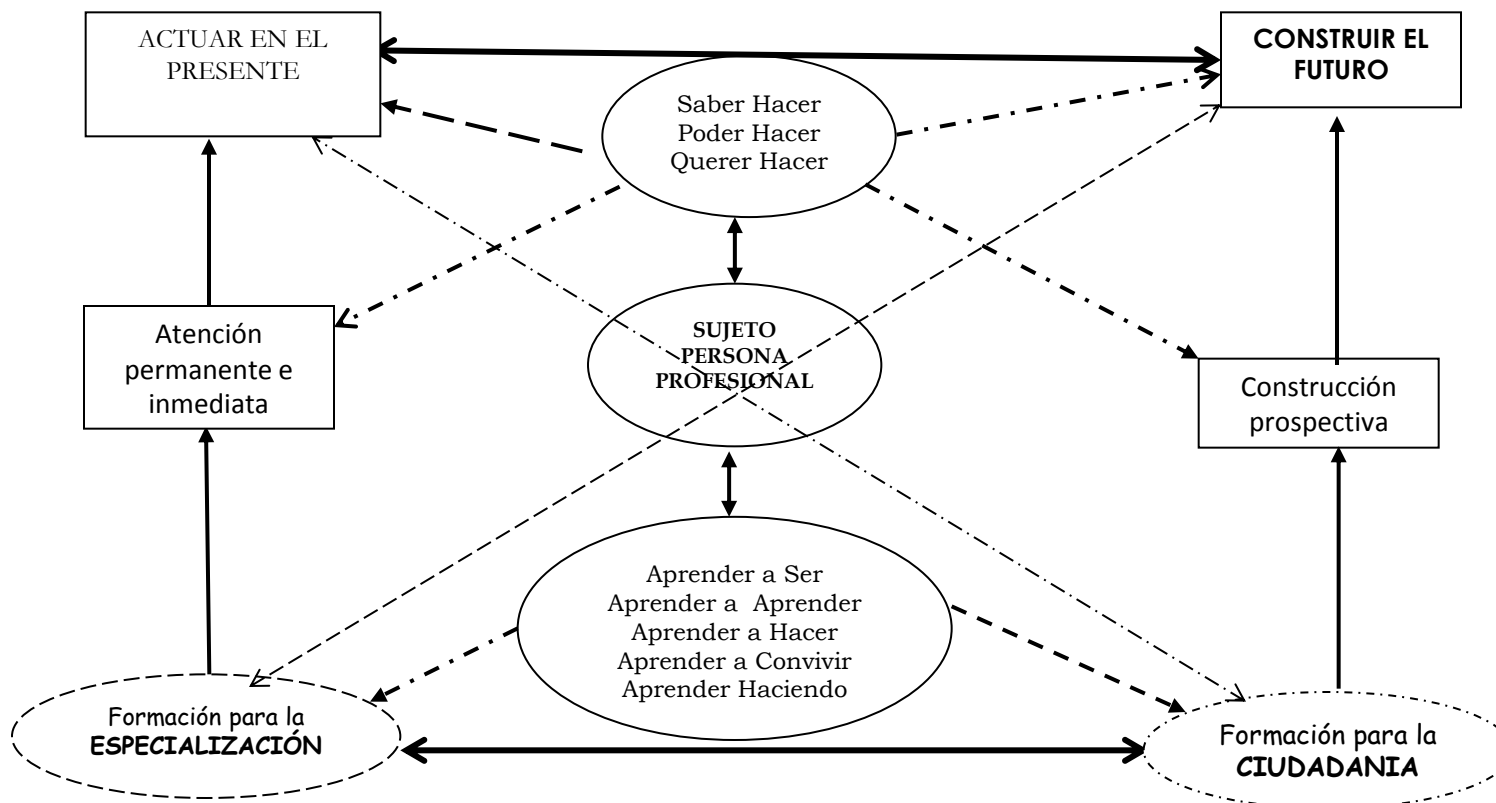 ACTUAR EN EL
PRESENTE
CONSTRUIR EL
FUTURO
Saber Hacer
Poder Hacer
Querer Hacer
Atención
permanente e
inmediata
SUJETO
PERSONA
PROFESIONAL
Construcción
prospectiva
Aprender a Ser
Aprender a Aprender
Aprender a Hacer
Aprender a Convivir
Aprender Haciendo
Formación para la
ESPECIALIZACIÓN
Formación para la
CIUDADANIA